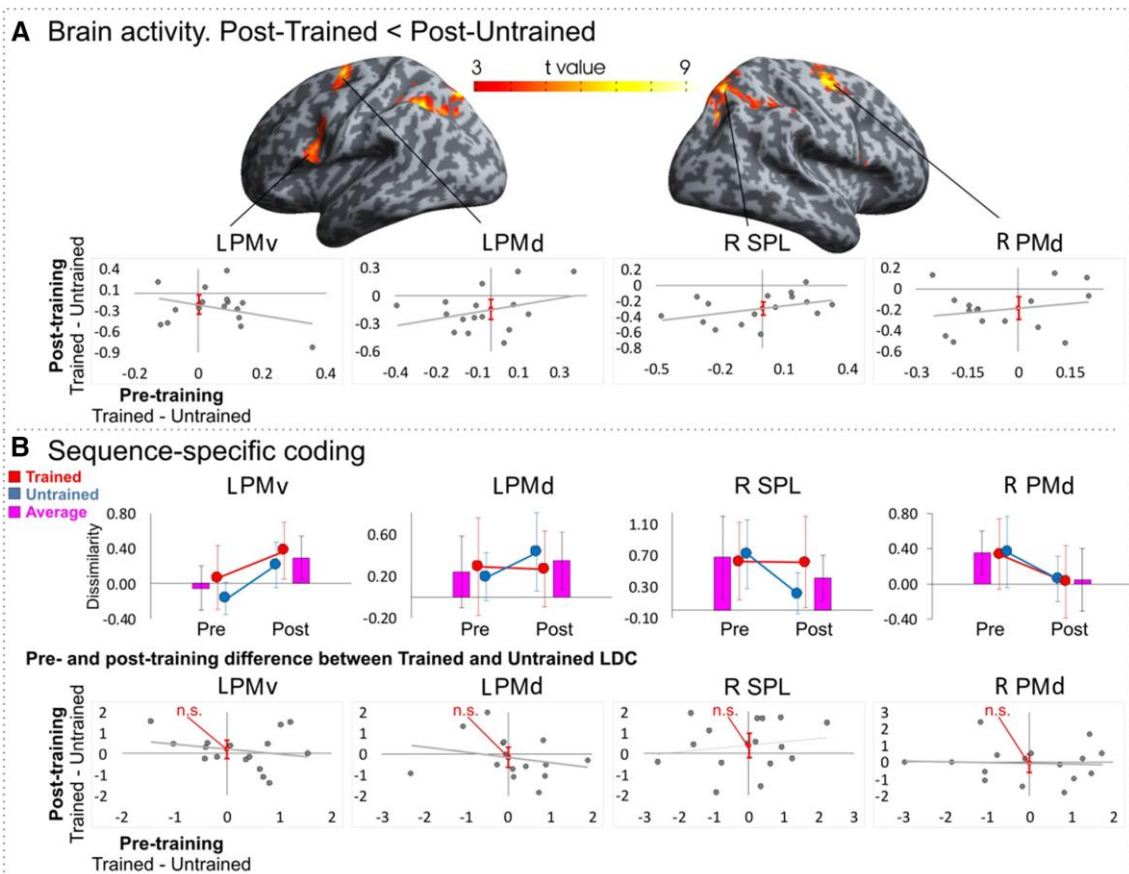 A Brain activity. Post-Trained < Post-Untrained
3 t value 9
LPMv LPMd R SPL R PMd
Post-training
Trained - Untrained
0.4
0.1
-0.3
-0.6
-0.9
-0.2 0 0.2 0.4
0.3
0
-0.3
-0.6
-0.4 -0.2 -0.1 0.1 0.3
0.2
0
-0.2
-0.4
-0.6
-0.8
-0.5 -0.2 0.1 0.4
0.2
0
-0.2
-0.4
-0.6
-0.3 -0.15 0 0.15
Pre-training
Trained - Untrained
B Sequence-specific coding
Trained
Untrained
Average
LPMv LPMd R SPL R PMd
Dissimilarity
0.80
0.40
0.00
-0.40
Pre Post
0.60
0.20
-0.20
Pre Post
1.10
0.70
0.30
-0.10
Pre Post
0.80
0.40
0.00
-0.40
Pre Post
Pre- and post-training difference between Trained and Untrained LDC
LPMv LPMd R SPL R PMd
Post-training
Trained - Untrained
n.s.
2
1
0
-1
-2
-2 -1 0 1 2
n.s.
2
1
0
-1
-2
-3 -2 -1 0 1 2
n.s.
2
1
0
-1
-2
-3 -2 -1 0 1 2 3
n.s.
3
2
1
0
-1
-2
-3 -2 -1 0 1 2
Pre-training
Trained - Untrained